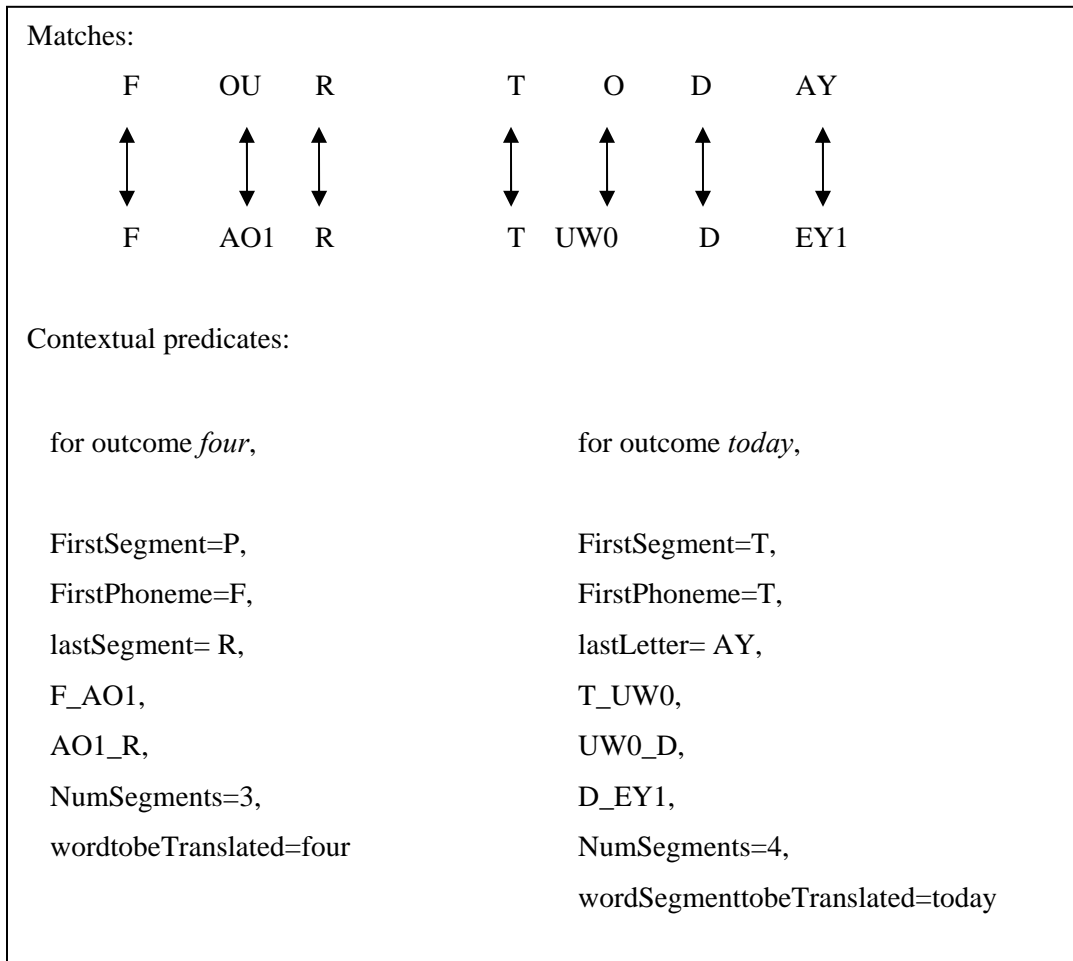 Matches:
F OU R T O D AY
F AO1 R T UW0 D EY1
Contextual predicates:
for outcome four, for outcome today,
FirstSegment=P, FirstSegment=T,
FirstPhoneme=F, FirstPhoneme=T,
lastSegment= R, lastLetter= AY,
F_AO1, T_UW0,
AO1_R, UW0_D,
NumSegments=3, D_EY1,
wordtobeTranslated=four NumSegments=4,
wordSegmenttobeTranslated=today